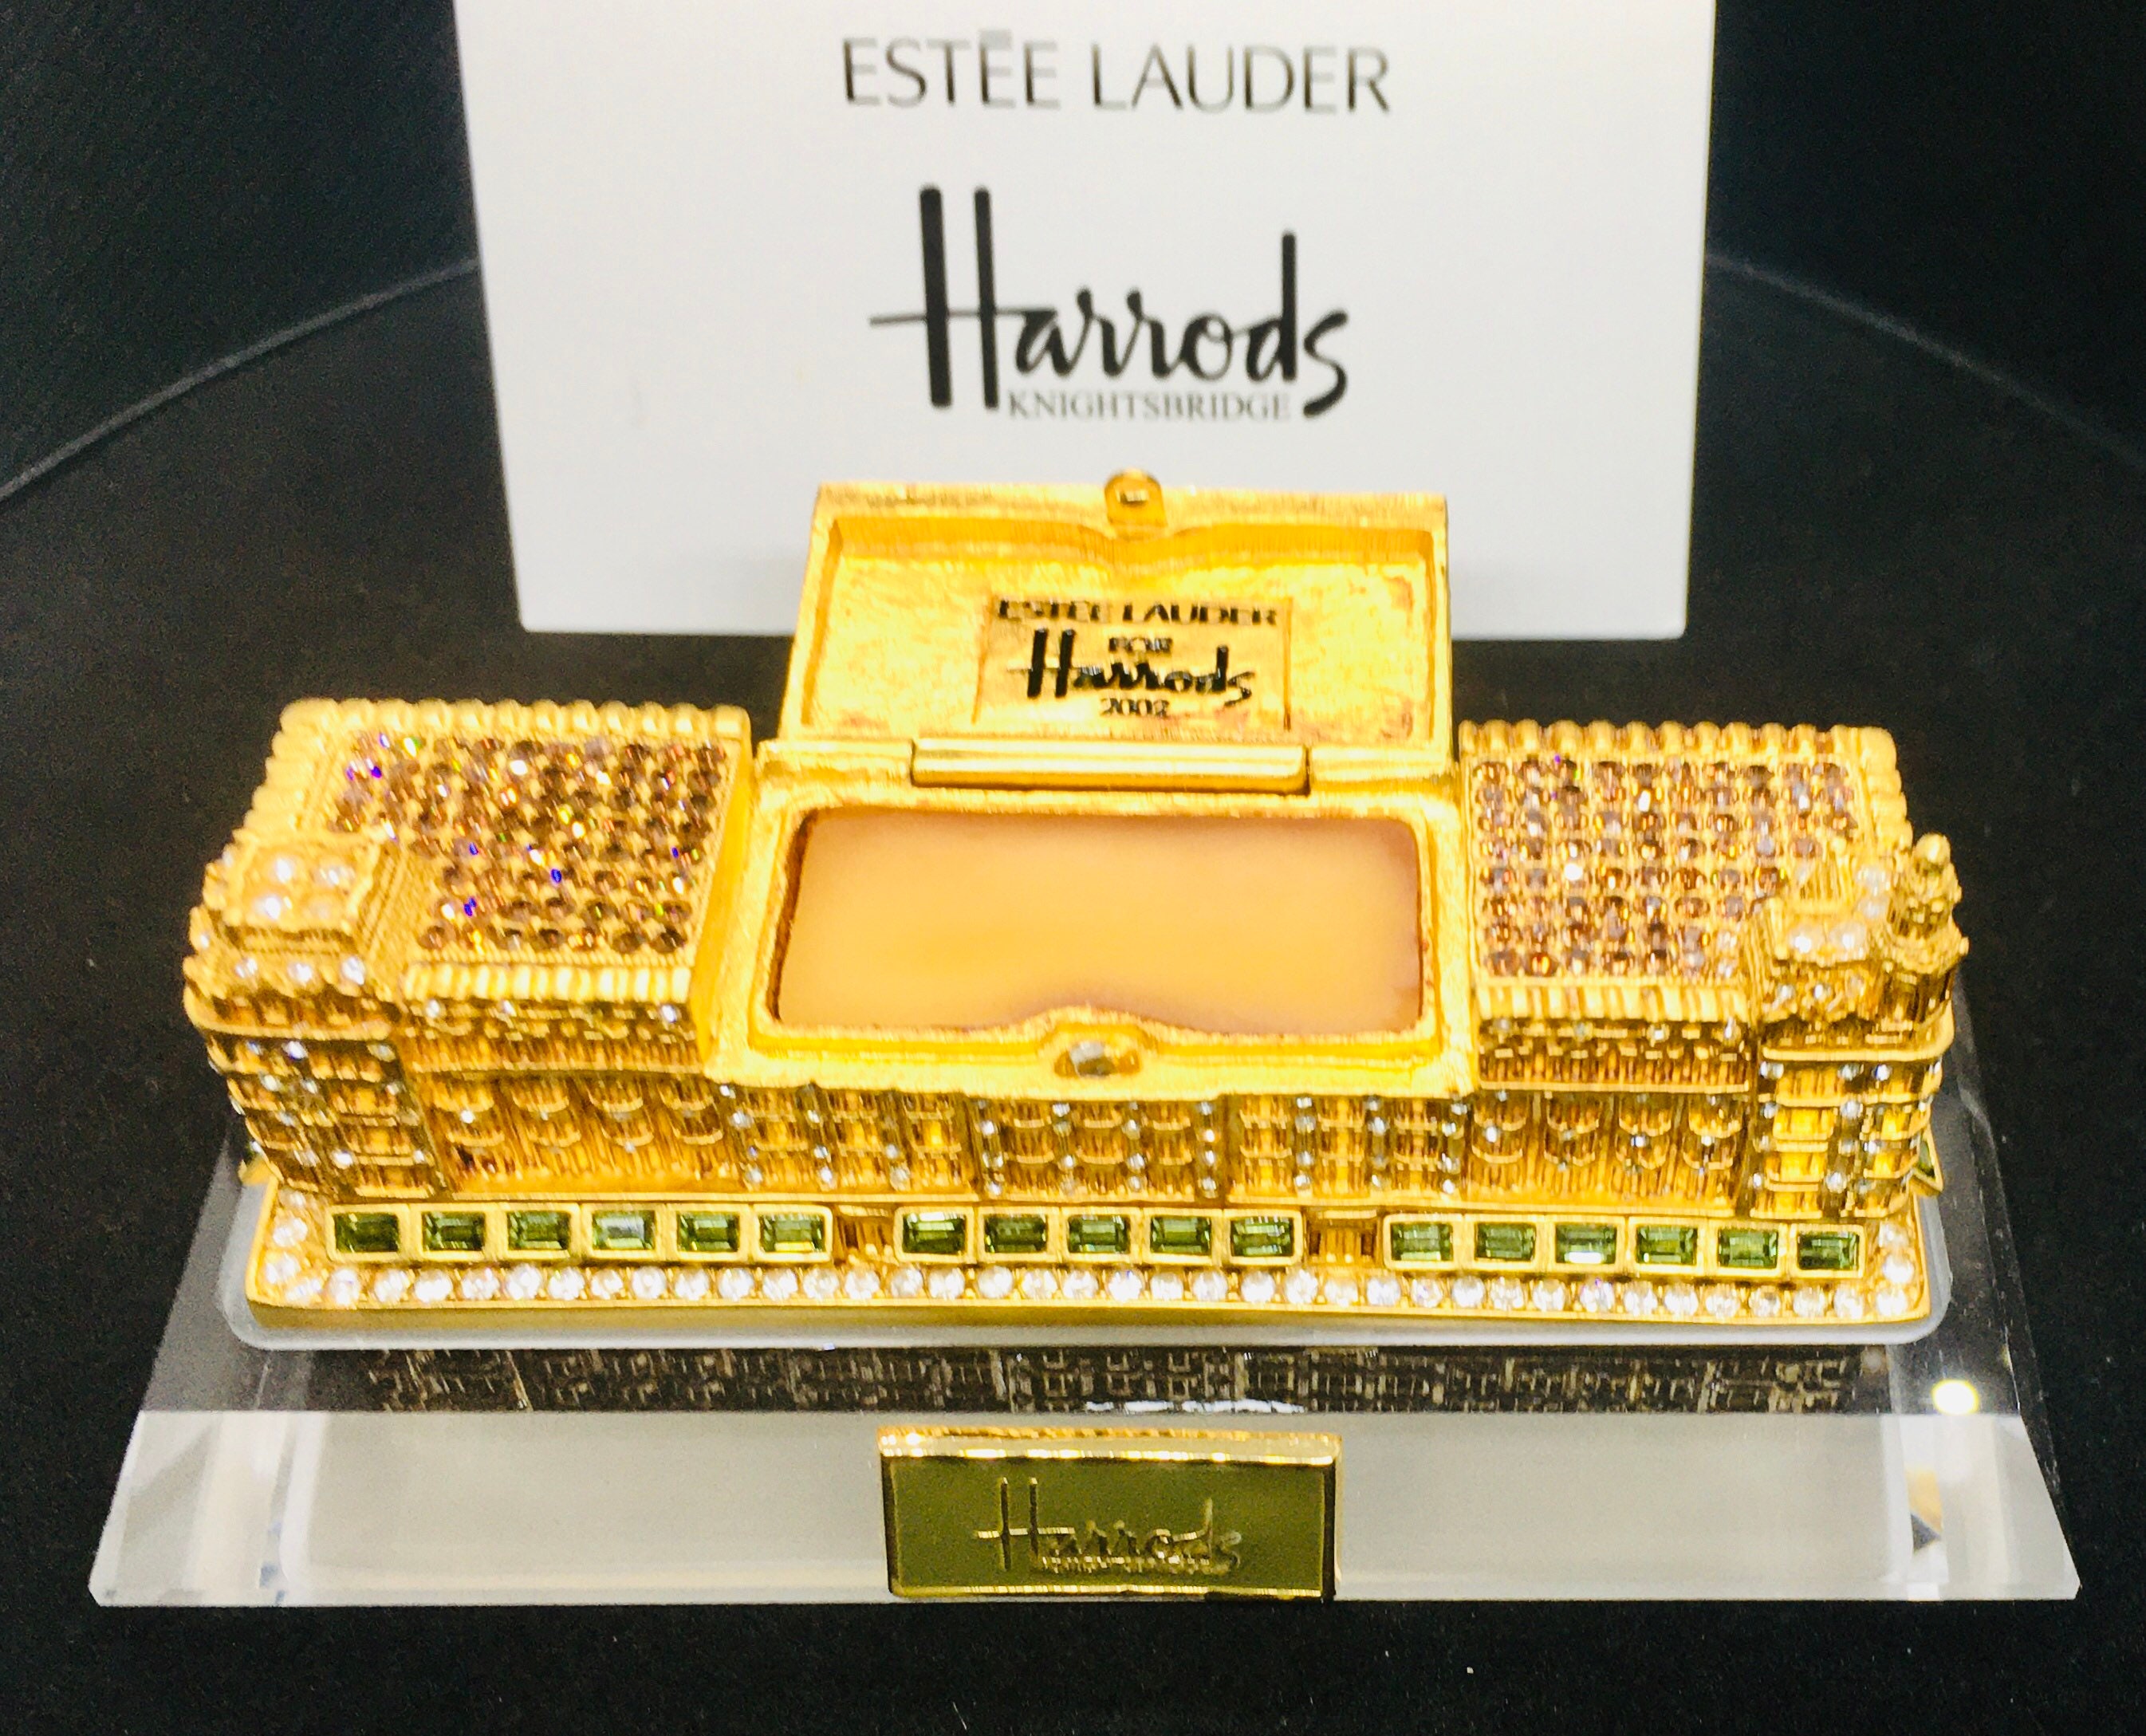 ESTĒE LAUDER
Harrods
KNIGHTSBRIDGE
ESTĒE LAUDER
FOR
Harrods
2002
Harrods